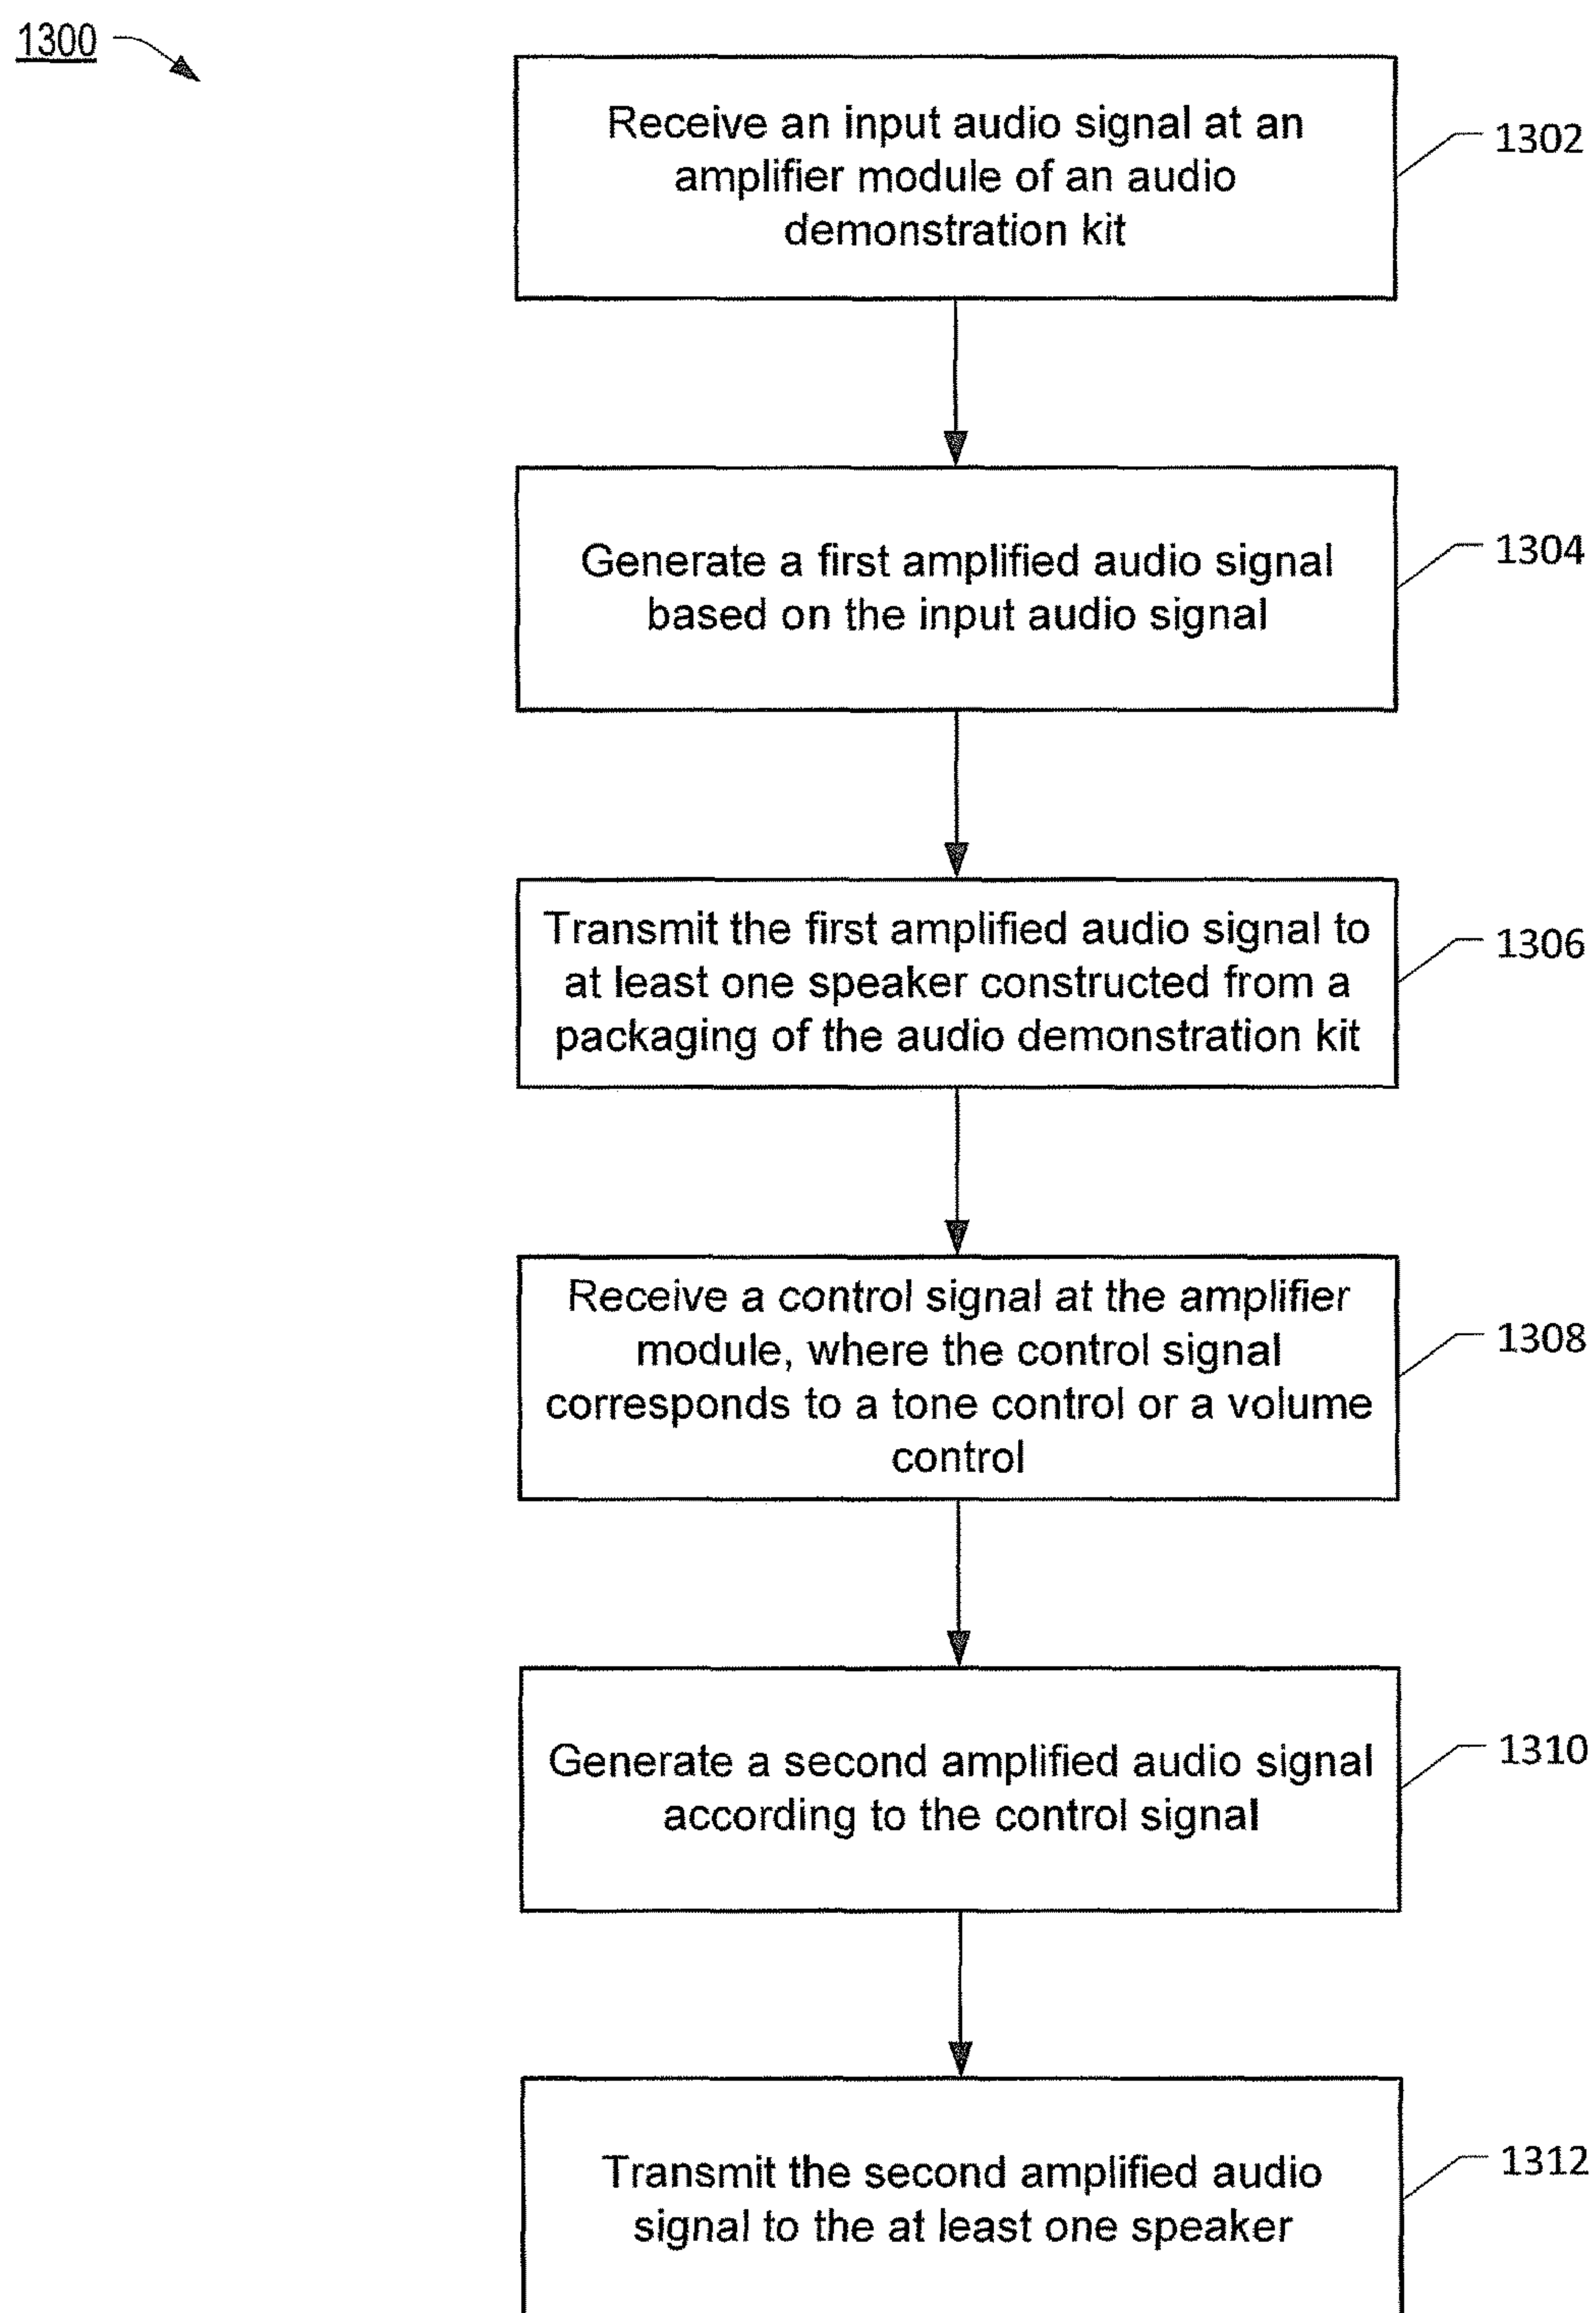 1300
Receive an input audio signal at an
amplifier module of an audio
demonstration kit
1302
Generate a first amplified audio signal
based on the input audio signal
1304
Transmit the first amplified audio signal to
at least one speaker constructed from a
packaging of the audio demonstration kit
1306
Receive a control signal at the amplifier
module, where the control signal
corresponds to a tone control or a volume
control
1308
Generate a second amplified audio signal
according to the control signal
1310
Transmit the second amplified audio
signal to the at least one speaker
1312